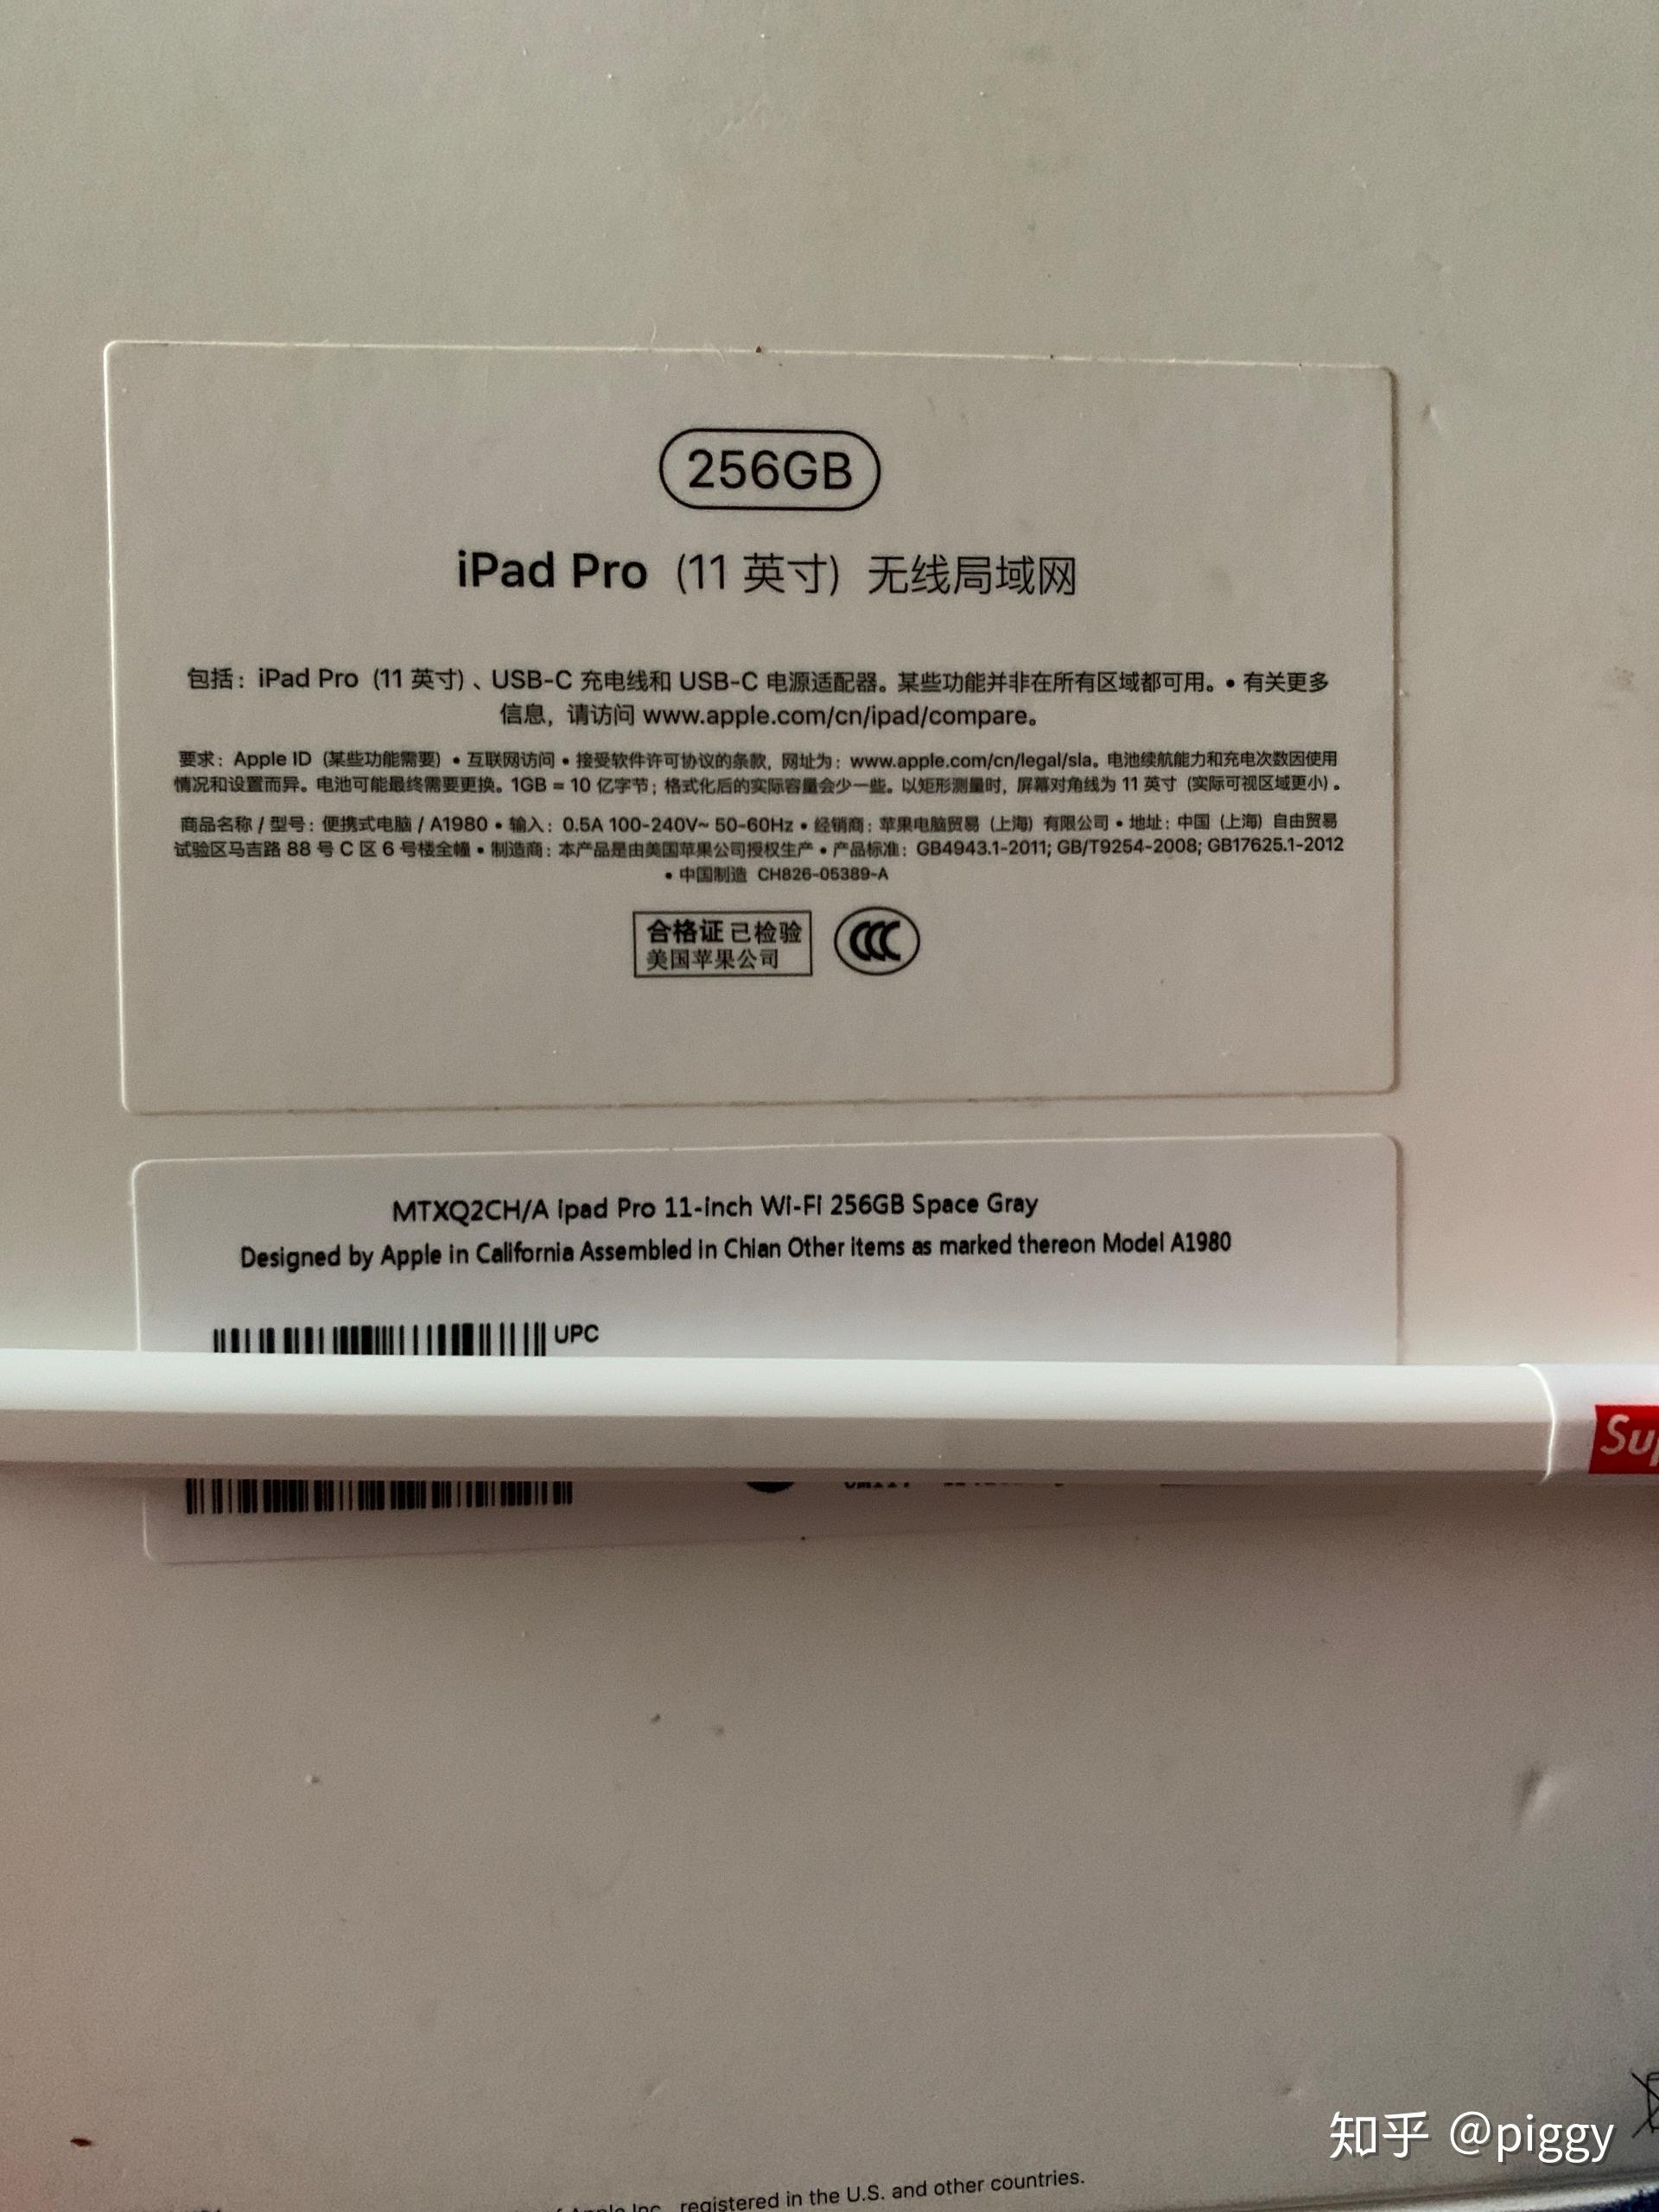 256GB
iPad Pro (11 英寸) 无线局域网
包括：iPad Pro (11 英寸)、USB-C 充电线和 USB-C 电源适配器。某些功能并非在所有区域都可用。• 有关更多
信息，请访问 www.apple.com/cn/ipad/compare。
要求：Apple ID (某些功能需要) • 互联网访问 • 接受软件许可协议的条款，网址为：www.apple.com/cn/legal/sla。电池续航能力和充电次数因使用
情况和设置而异。电池可能最终需要更换。1GB = 10 亿字节；格式化后的实际容量会少一些。以矩形测量时，屏幕对角线为 11 英寸 (实际可视区域更小)。
商品名称 / 型号：便携式电脑 / A1980 • 输入：0.5A 100-240V~ 50-60Hz • 经销商：苹果电脑贸易 (上海) 有限公司 • 地址：中国 (上海) 自由贸易
试验区马吉路 88 号 C 区 6 号楼全幢 • 制造商：本产品是由美国苹果公司授权生产 • 产品标准：GB4943.1-2011; GB/T9254-2008; GB17625.1-2012
• 中国制造 CH826-05389-A
合格证 已检验
美国苹果公司
CCC
MTXQ2CH/A ipad Pro 11-inch Wi-Fi 256GB Space Gray
Designed by Apple in California Assembled in Chian Other items as marked thereon Model A1980
UPC
Sup
知乎 @piggy
Apple Inc., registered in the U.S. and other countries.